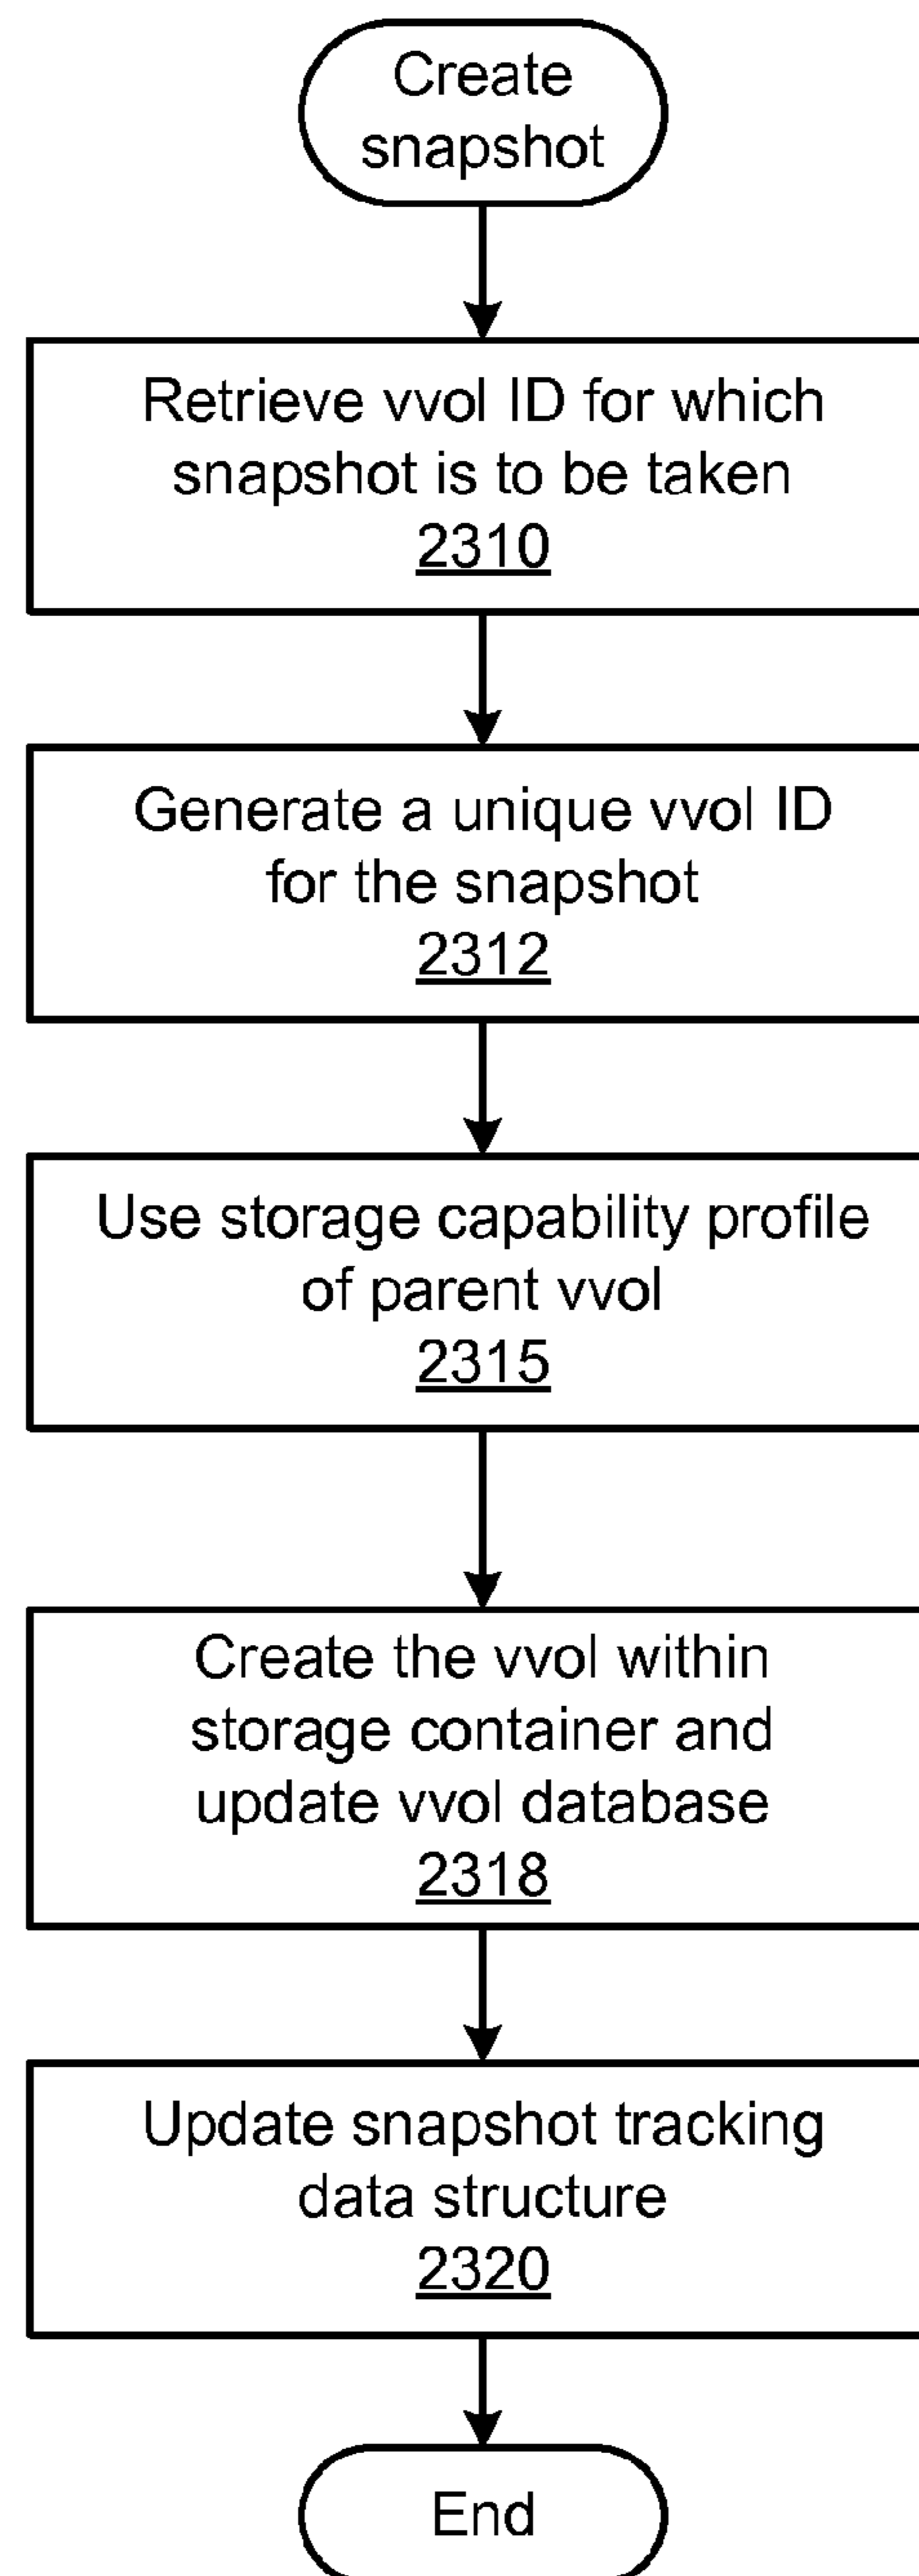 Create
snapshot
Retrieve vvol ID for which
snapshot is to be taken
2310
Generate a unique vvol ID
for the snapshot
2312
Use storage capability profile
of parent vvol
2315
Create the vvol within
storage container and
update vvol database
2318
Update snapshot tracking
data structure
2320
End